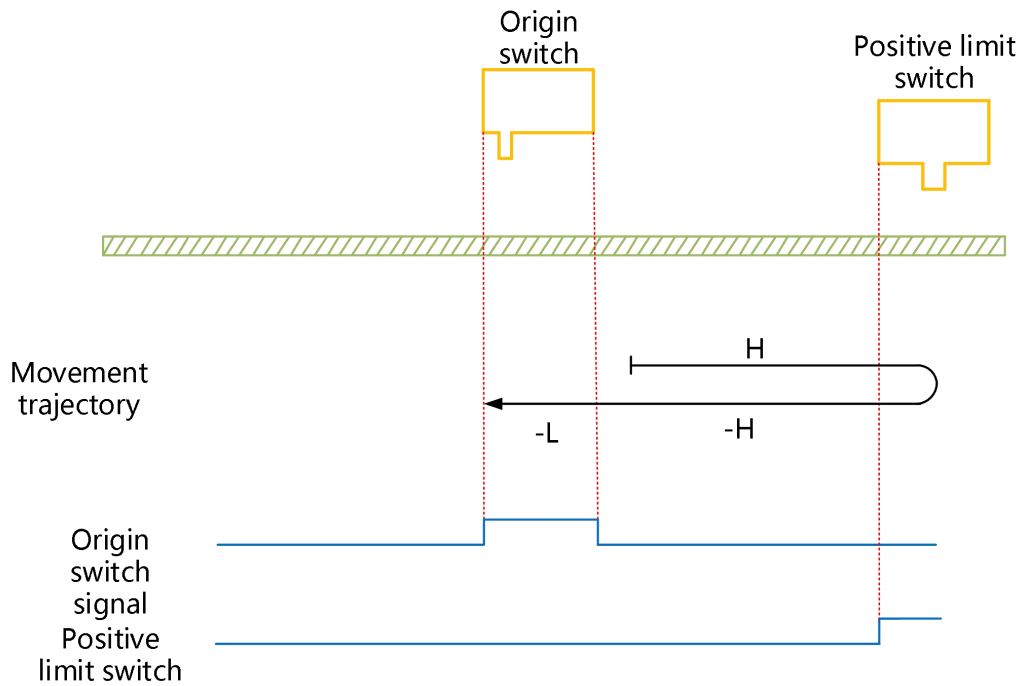 Origin
switch
Positive limit
switch
H
Movement
trajectory
-L
-H
Origin
switch
signal
Positive
limit switch